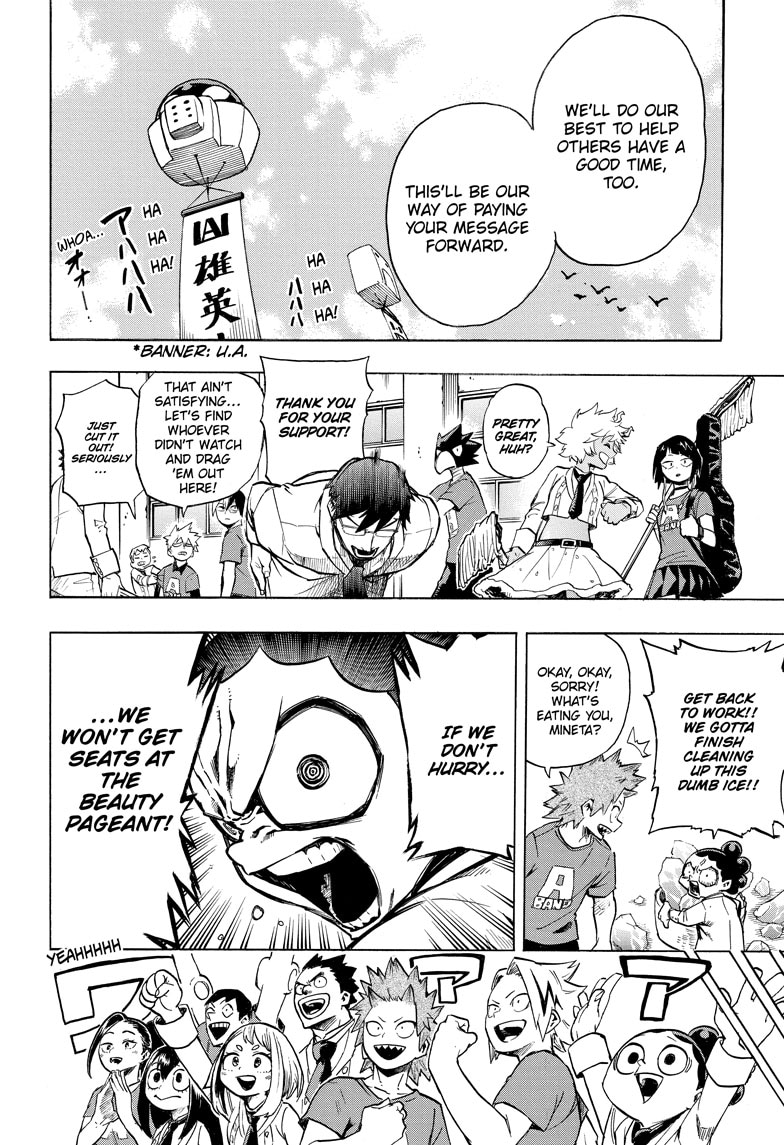 WE'LL DO OUR
BEST TO HELP
OTHERS HAVE A
GOOD TIME,
TOO.
THIS'LL BE OUR
WAY OF PAYING
YOUR MESSAGE
FORWARD.
HA
HA
HA!
アハハハ
WHOA...
オオー
UA
雄英
HA
HA
HA!
ハハハ
*BANNER: U.A.
PRETTY
GREAT,
HUH?
THANK YOU
FOR YOUR
SUPPORT!
THAT AIN'T
SATISFYING...
LET'S FIND
WHOEVER
DIDN'T WATCH
AND DRAG
'EM OUT
HERE!
JUST
CUT IT
OUT!
SERIOUSLY
...
A
A
GET BACK
TO WORK!!
WE GOTTA
FINISH
CLEANING
UP THIS
DUMB ICE!!
OKAY, OKAY,
SORRY!
WHAT'S
EATING YOU,
MINETA?
A
BAND
IF WE
DON'T
HURRY...
...WE
WON'T GET
SEATS AT
THE
BEAUTY
PAGEANT!
YEAHHHHH
ワアア